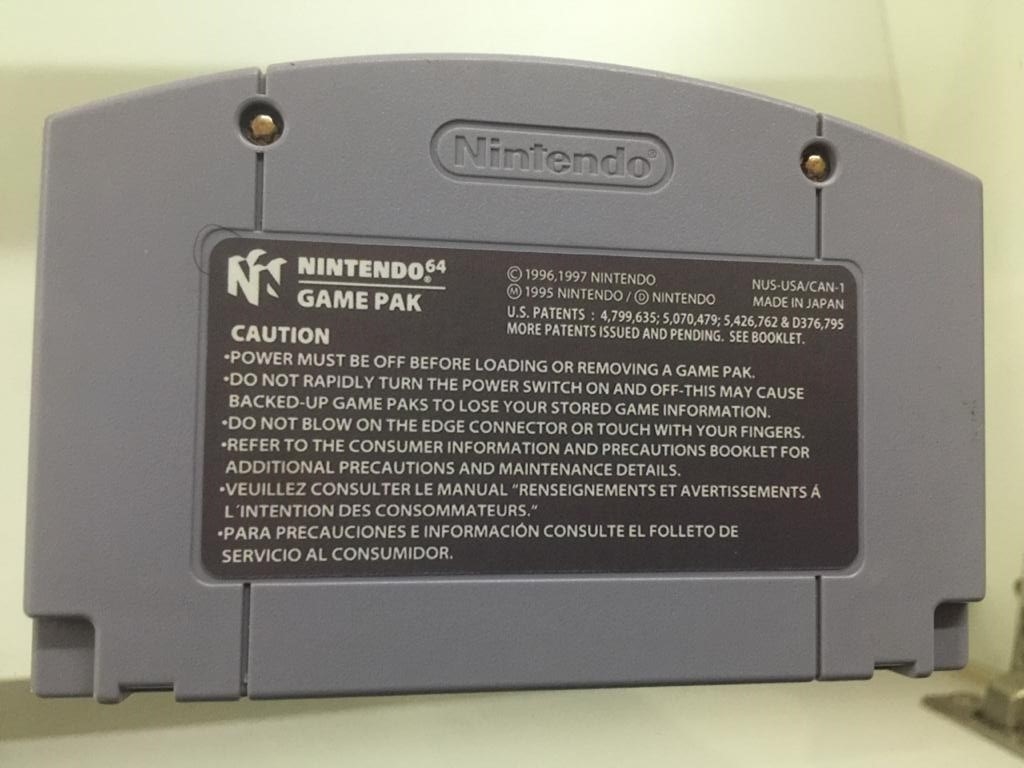 Nintendo®
NINTENDO⁶⁴®
GAME PAK
© 1996,1997 NINTENDO
Ⓜ 1995 NINTENDO / Ⓓ NINTENDO
NUS-USA/CAN-1
MADE IN JAPAN
U.S. PATENTS : 4,799,635; 5,070,479; 5,426,762 & D376,795
MORE PATENTS ISSUED AND PENDING. SEE BOOKLET.
CAUTION
•POWER MUST BE OFF BEFORE LOADING OR REMOVING A GAME PAK.
•DO NOT RAPIDLY TURN THE POWER SWITCH ON AND OFF-THIS MAY CAUSE
BACKED-UP GAME PAKS TO LOSE YOUR STORED GAME INFORMATION.
•DO NOT BLOW ON THE EDGE CONNECTOR OR TOUCH WITH YOUR FINGERS.
•REFER TO THE CONSUMER INFORMATION AND PRECAUTIONS BOOKLET FOR
ADDITIONAL PRECAUTIONS AND MAINTENANCE DETAILS.
•VEUILLEZ CONSULTER LE MANUAL "RENSEIGNEMENTS ET AVERTISSEMENTS Á
L´INTENTION DES CONSOMMATEURS."
•PARA PRECAUCIONES E INFORMACIÓN CONSULTE EL FOLLETO DE
SERVICIO AL CONSUMIDOR.